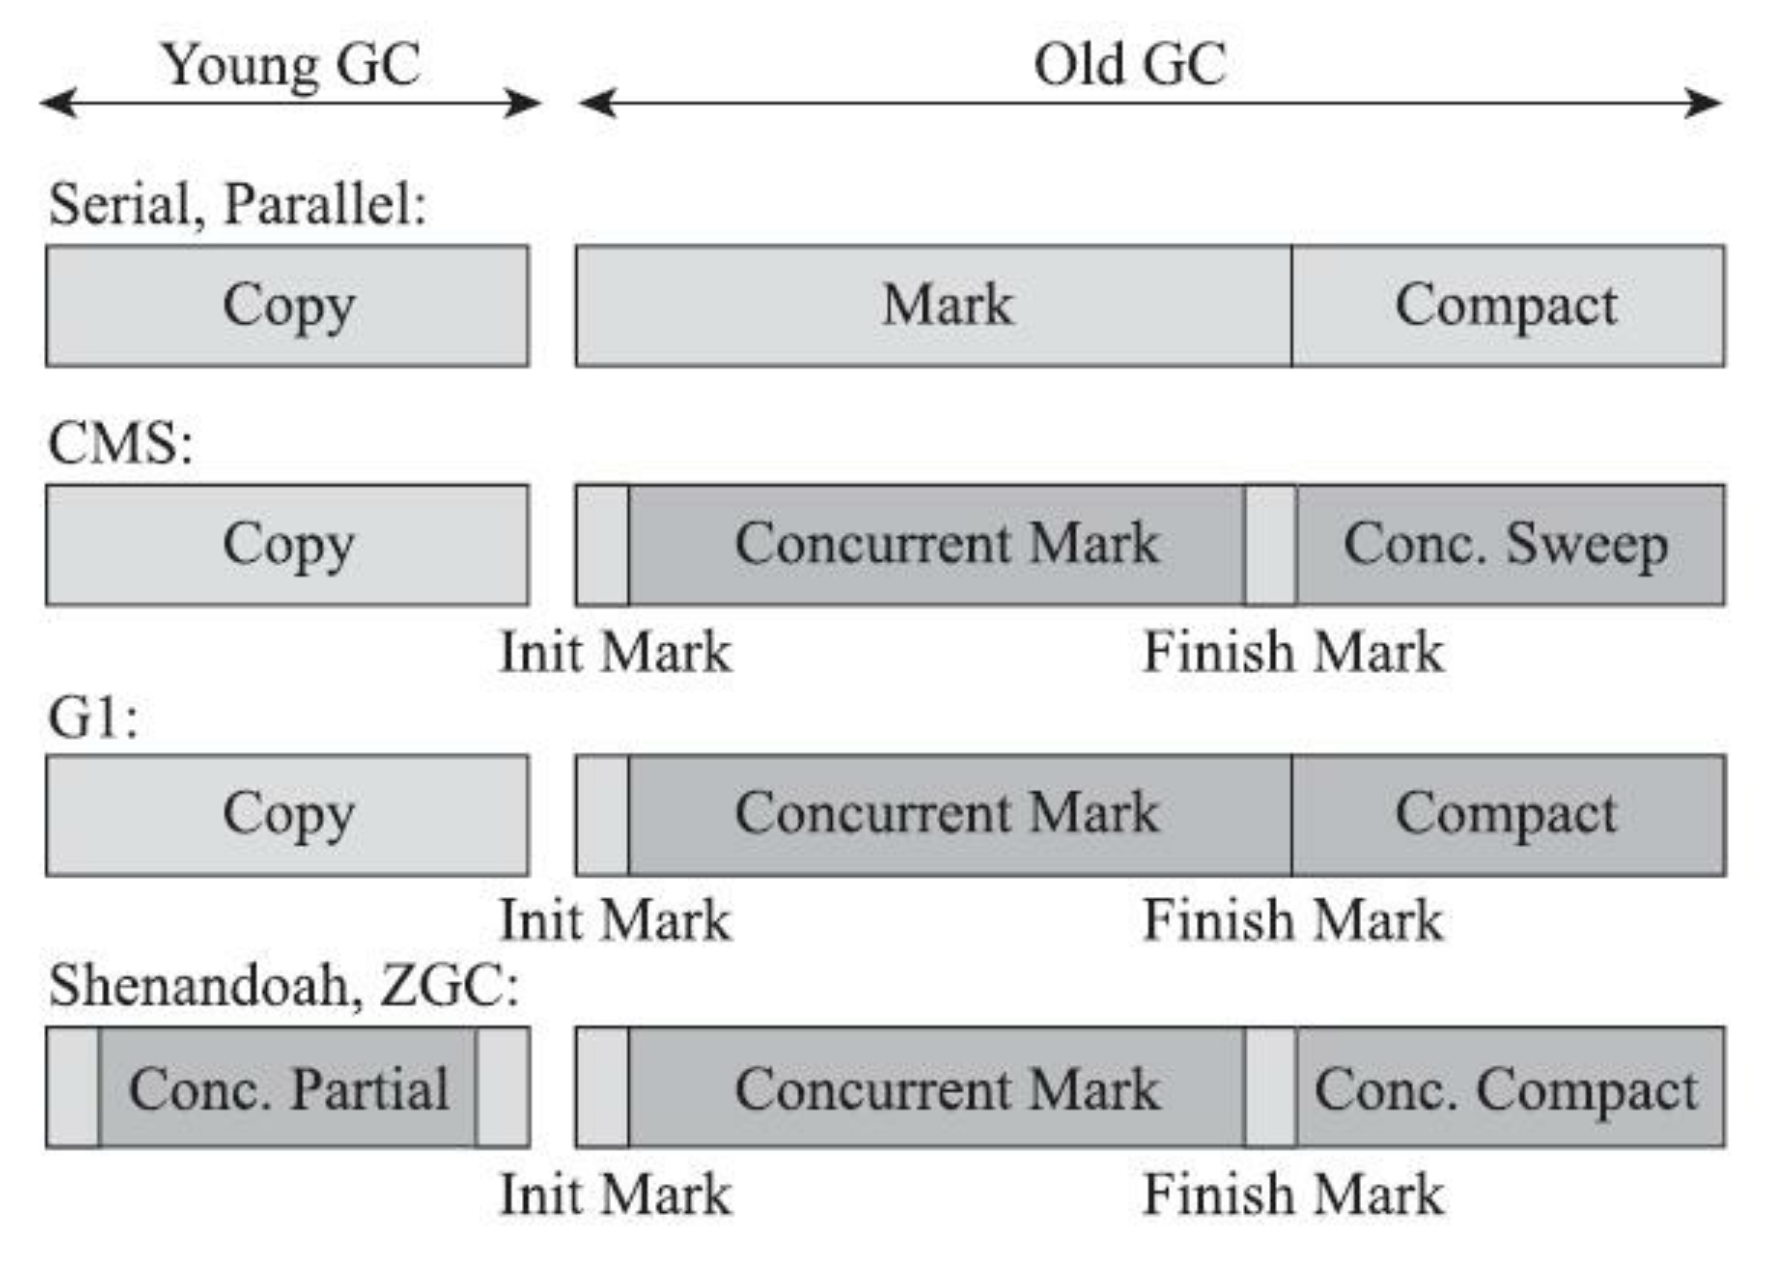 Young GC Old GC
Serial, Parallel:
Copy Mark Compact
CMS:
Copy Concurrent Mark Conc. Sweep
Init Mark Finish Mark
G1:
Copy Concurrent Mark Compact
Init Mark Finish Mark
Shenandoah, ZGC:
Conc. Partial Concurrent Mark Conc. Compact
Init Mark Finish Mark